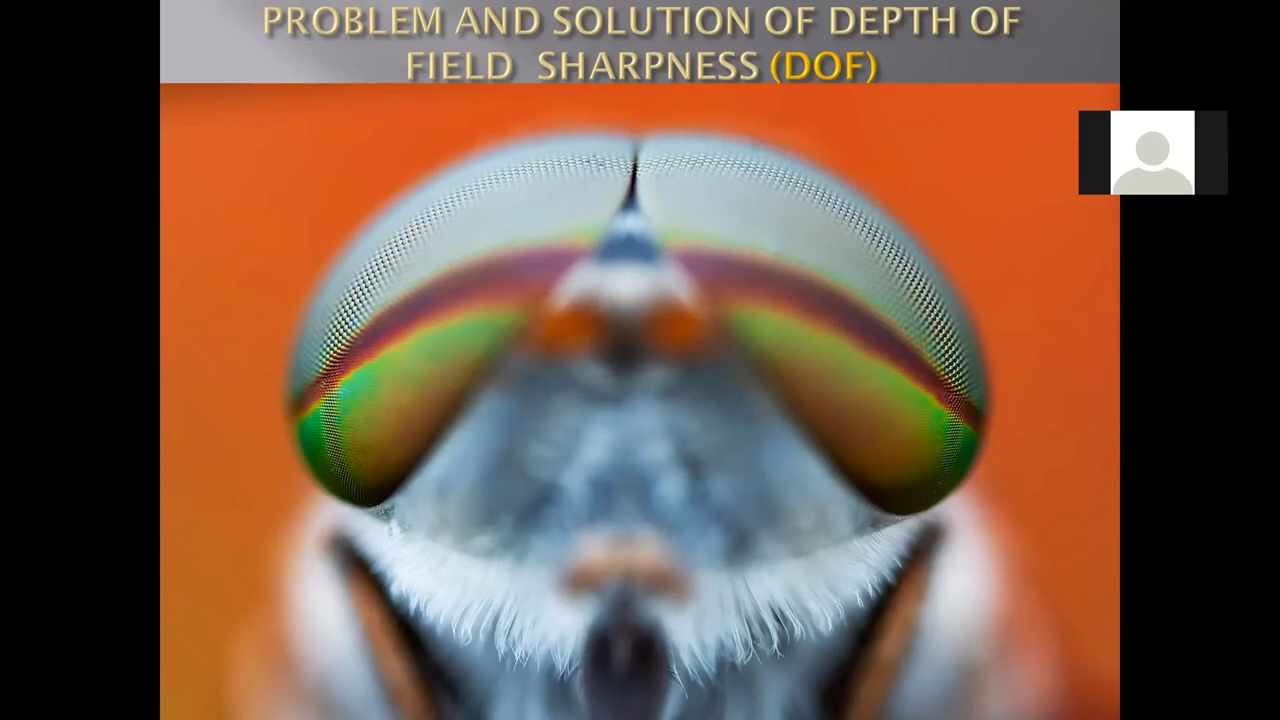 PROBLEM AND SOLUTION OF DEPTH OF
FIELD SHARPNESS (DOF)